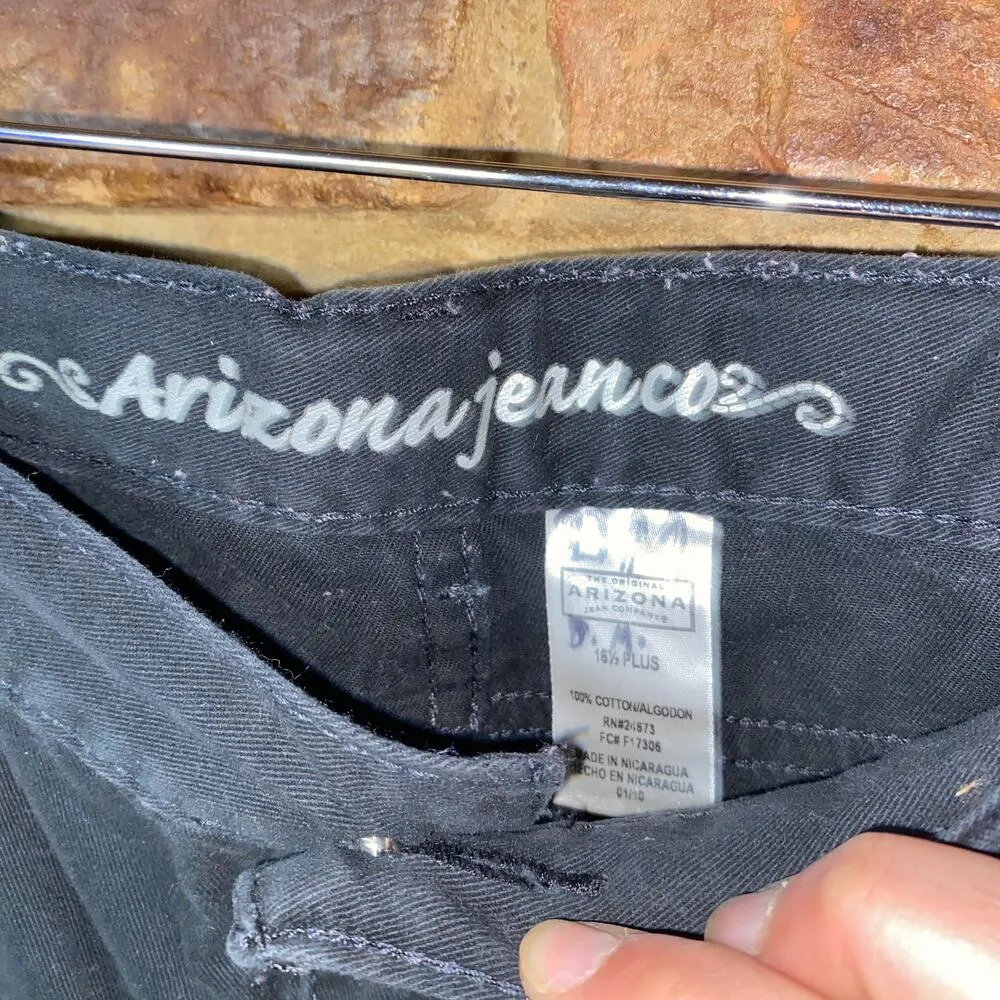 Arizona jean co
THE ORIGINAL
ARIZONA
JEAN COMPANY®
D. M.
16½ PLUS
100% COTTON/ALGODON
RN#24673
FC# F17306
MADE IN NICARAGUA
HECHO EN NICARAGUA
01/10